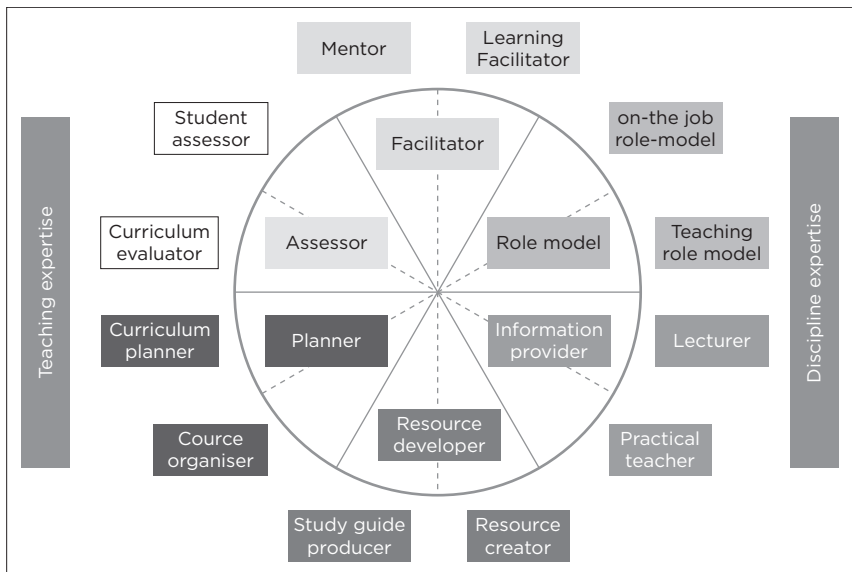 Mentor
Learning
Facilitator
Student
assessor
Facilitator
on-the job
role-model
Teaching expertise
Curriculum
evaluator
Assessor
Role model
Teaching
role model
Discipline expertise
Curriculum
planner
Planner
Information
provider
Lecturer
Cource
organiser
Resource
developer
Practical
teacher
Study guide
producer
Resource
creator